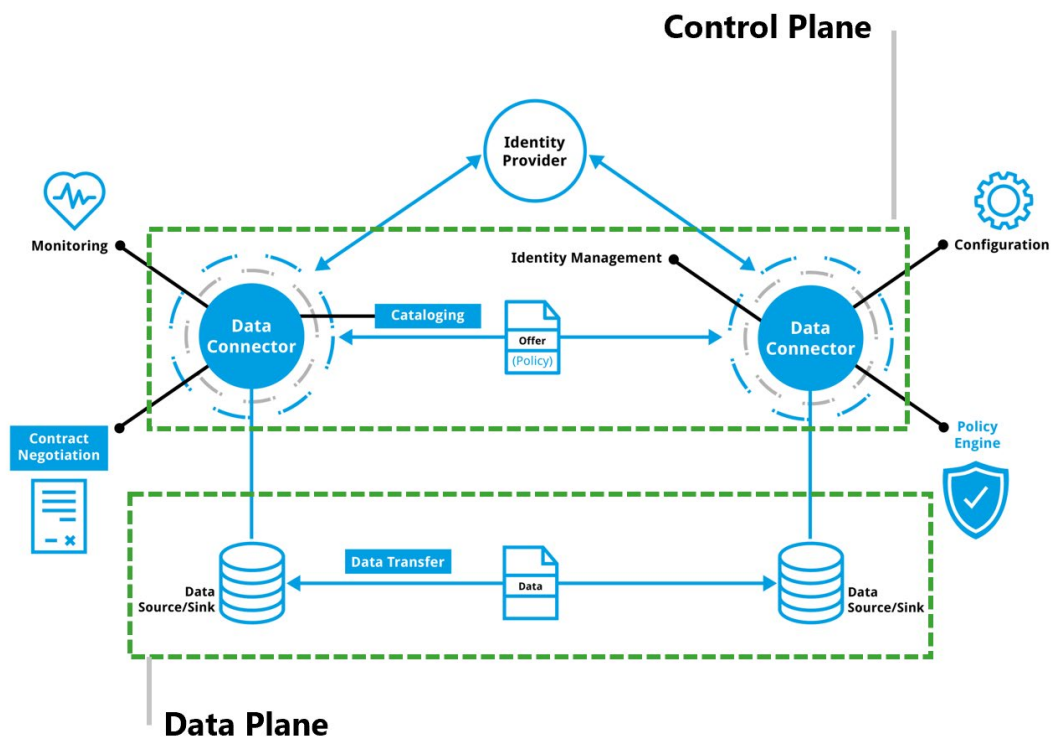 Control Plane
Identity
Provider
Monitoring
Configuration
Identity Management
Cataloging
Data
Connector
Offer
(Policy)
Data
Connector
Contract
Negotiation
Policy
Engine
Data Transfer
Data
Source/Sink
Data
Data
Source/Sink
Data Plane